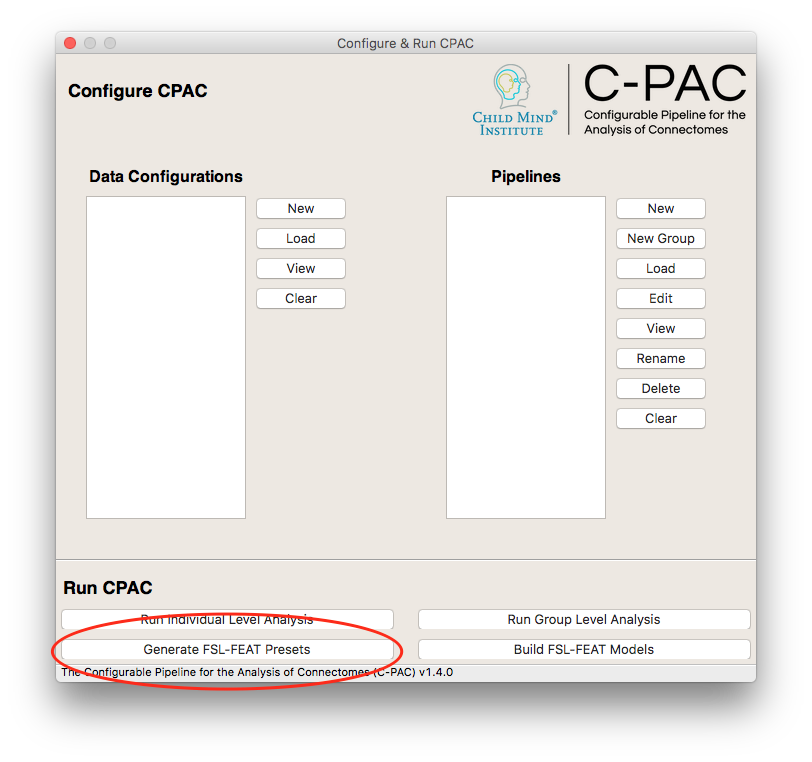 Configure & Run CPAC
Configure CPAC
CHILD MIND®
INSTITUTE
C-PAC
Configurable Pipeline for the
Analysis of Connectomes
Data Configurations
New
Load
View
Clear
Pipelines
New
New Group
Load
Edit
View
Rename
Delete
Clear
Run CPAC
Run Individual Level Analysis
Run Group Level Analysis
Generate FSL-FEAT Presets
Build FSL-FEAT Models
The Configurable Pipeline for the Analysis of Connectomes (C-PAC) v1.4.0